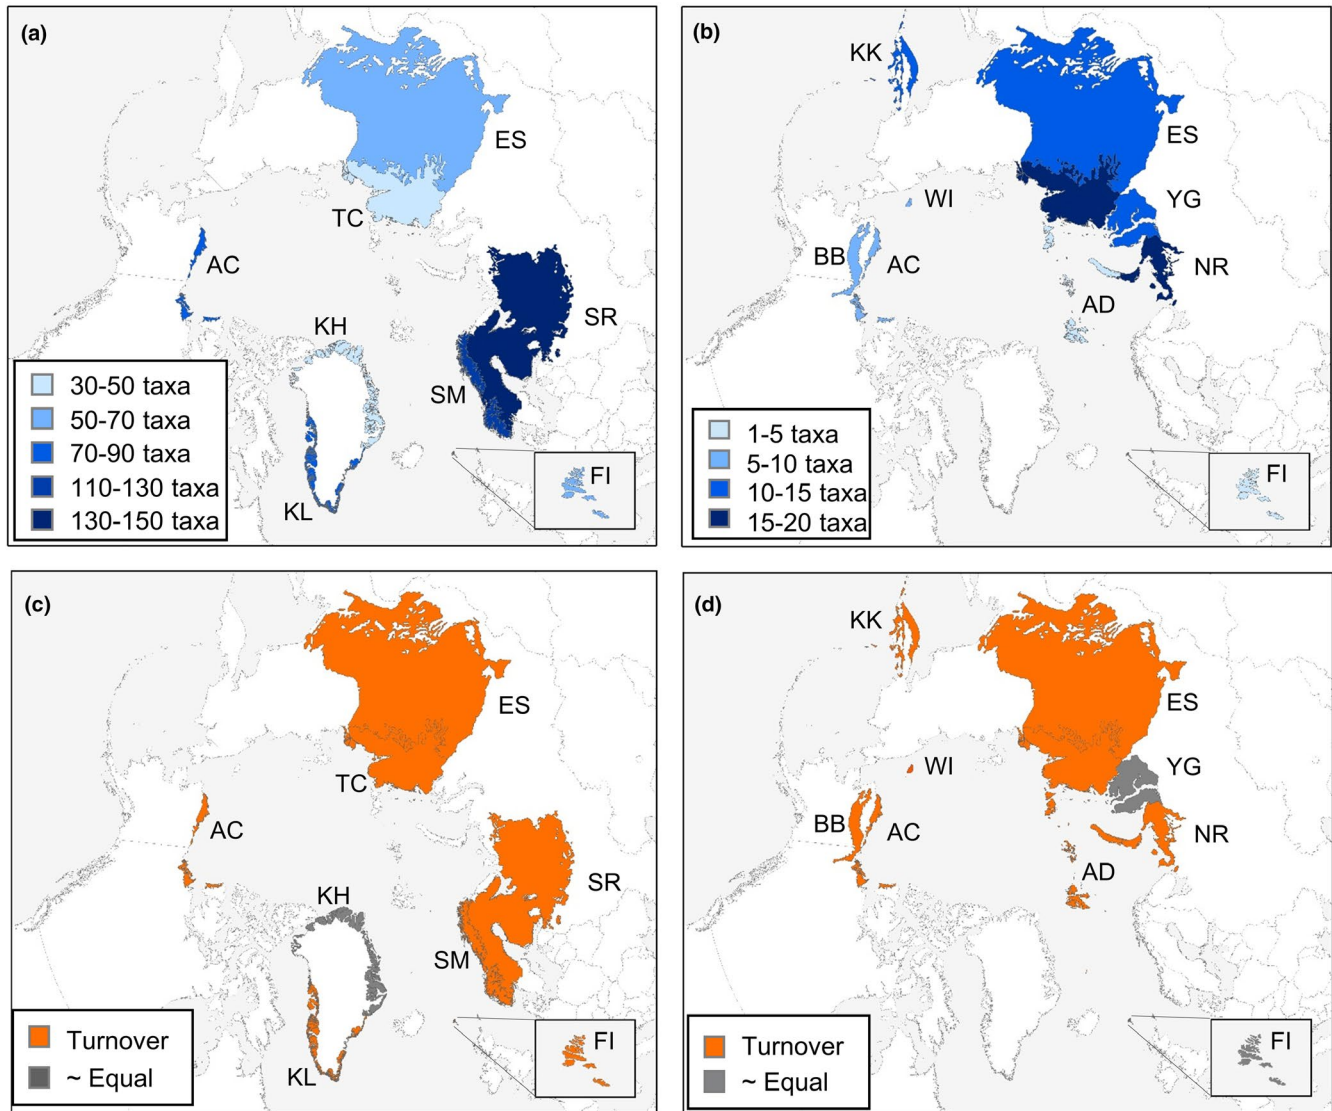 (a)
ES
TC
AC
KH
SR
SM
KL
FI
30-50 taxa
50-70 taxa
70-90 taxa
110-130 taxa
130-150 taxa
(b)
KK
ES
WI
YG
BB
AC
NR
AD
FI
1-5 taxa
5-10 taxa
10-15 taxa
15-20 taxa
(c)
ES
TC
AC
KH
SR
SM
KL
FI
Turnover
~ Equal
(d)
KK
ES
WI
YG
BB
AC
NR
AD
FI
Turnover
~ Equal